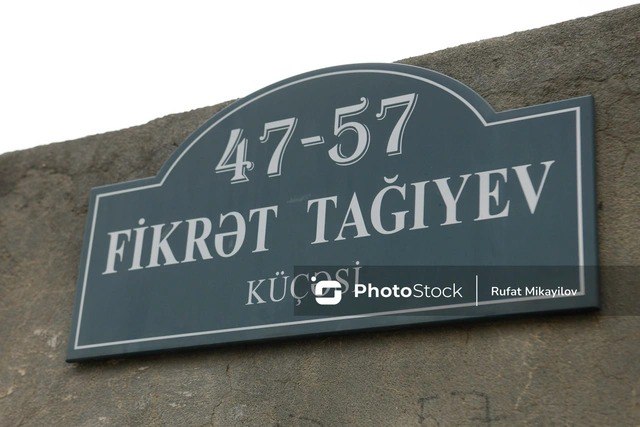 47-57
FİKRƏT TAĞIYEV
KÜÇƏSİ
PhotoStock | Rufat Mikayilov